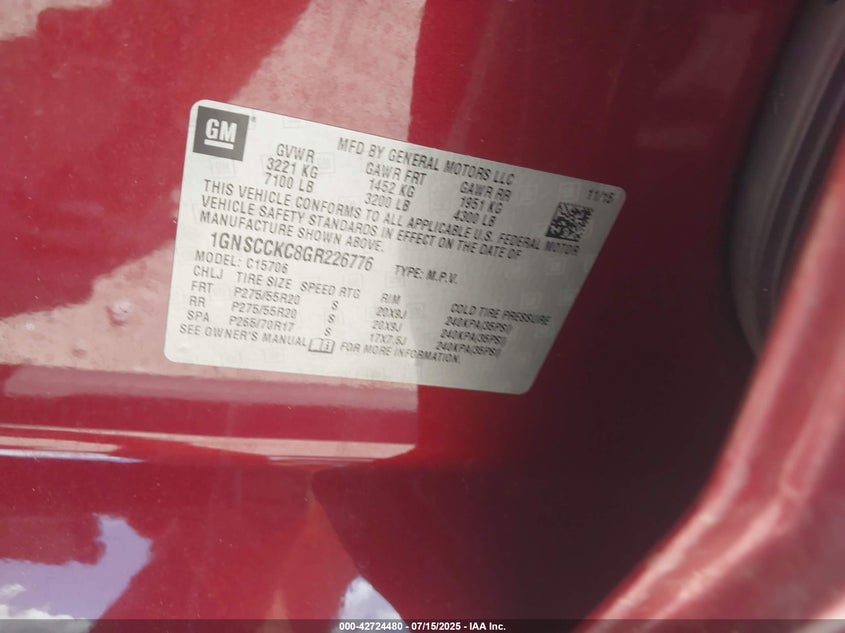 GM
MFD BY GENERAL MOTORS LLC
11/15
GVWR GAWR FRT GAWR RR
3221 KG 1452 KG 1951 KG
7100 LB 3200 LB 4300 LB
THIS VEHICLE CONFORMS TO ALL APPLICABLE U.S. FEDERAL MOTOR
VEHICLE SAFETY STANDARDS IN EFFECT ON THE DATE OF
MANUFACTURE SHOWN ABOVE.
1GNSCCKC8GR226776 TYPE: M.P.V.
MODEL: C15706
CHLJ TIRE SIZE SPEED RTG RIM COLD TIRE PRESSURE
FRT P275/55R20 S 20X9J 240KPA(35PSI)
RR P275/55R20 S 20X9J 240KPA(35PSI)
SPA P265/70R17 S 17X7.5J 240KPA(35PSI)
SEE OWNER'S MANUAL FOR MORE INFORMATION.
000-42724480 - 07/15/2025 - IAA Inc.